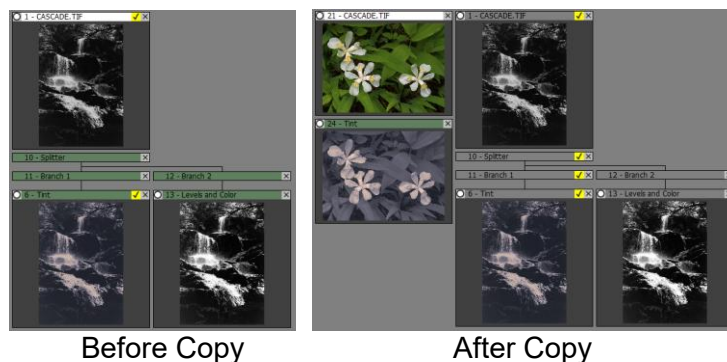 1 - CASCADE.TIF
10 - Splitter
11 - Branch 1
12 - Branch 2
6 - Tint
13 - Levels and Color
Before Copy
21 - CASCADE.TIF
1 - CASCADE.TIF
24 - Tint
10 - Splitter
11 - Branch 1
12 - Branch 2
6 - Tint
13 - Levels and Color
After Copy